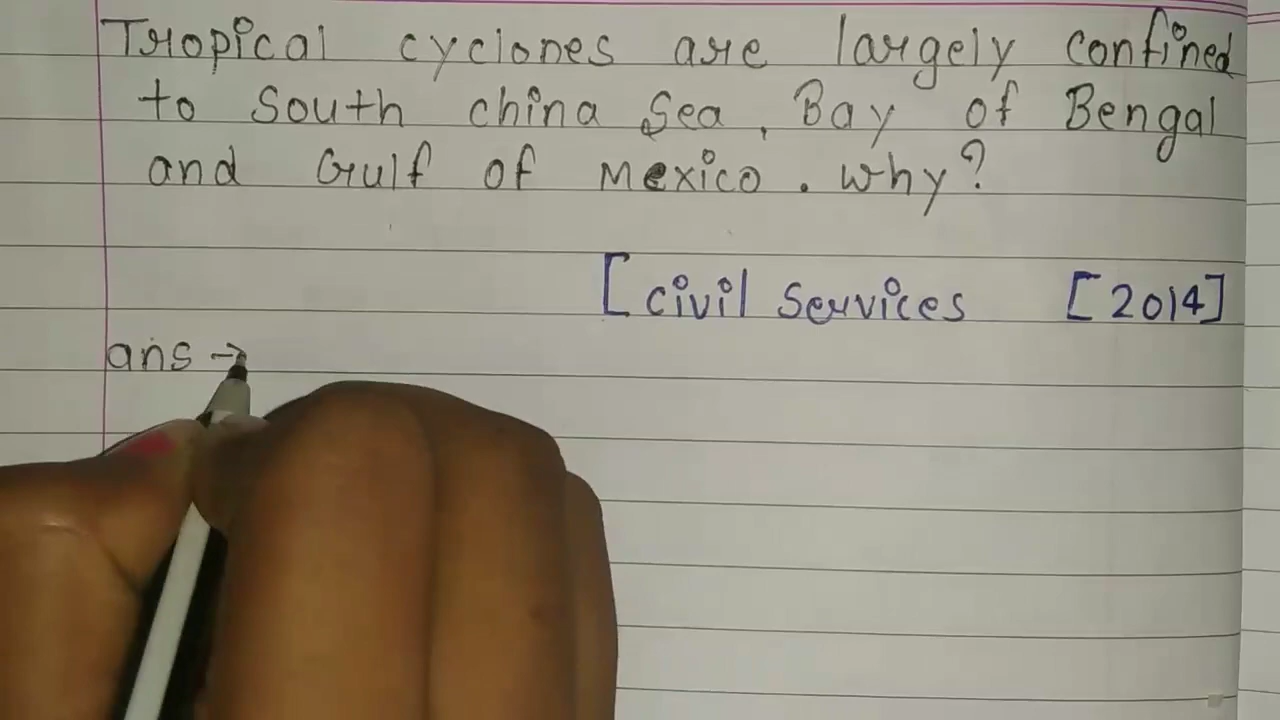 Tropical cyclones are largely confined
to South china Sea, Bay of Bengal
and Gulf of Mexico. Why?
[civil Services [2014]
ans →